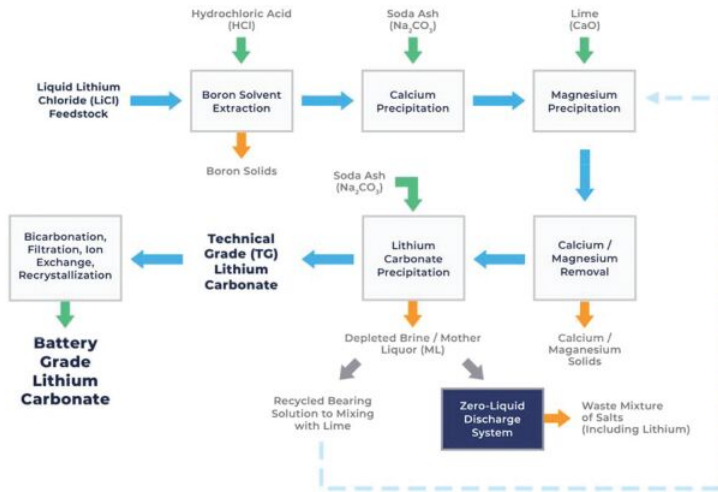 Hydrochloric Acid
(HCl)
Soda Ash
(Na₂CO₃)
Lime
(CaO)
Liquid Lithium
Chloride (LiCl)
Feedstock
Boron Solvent
Extraction
Calcium
Precipitation
Magnesium
Precipitation
Boron Solids
Soda Ash
(Na₂CO₃)
Bicarbonation,
Filtration, Ion
Exchange,
Recrystallization
Technical
Grade (TG)
Lithium
Carbonate
Lithium
Carbonate
Precipitation
Calcium /
Magnesium
Removal
Battery
Grade
Lithium
Carbonate
Depleted Brine / Mother
Liquor (ML)
Calcium /
Maganesium
Solids
Recycled Bearing
Solution to Mixing
with Lime
Zero-Liquid
Discharge
System
Waste Mixture
of Salts
(Including Lithium)